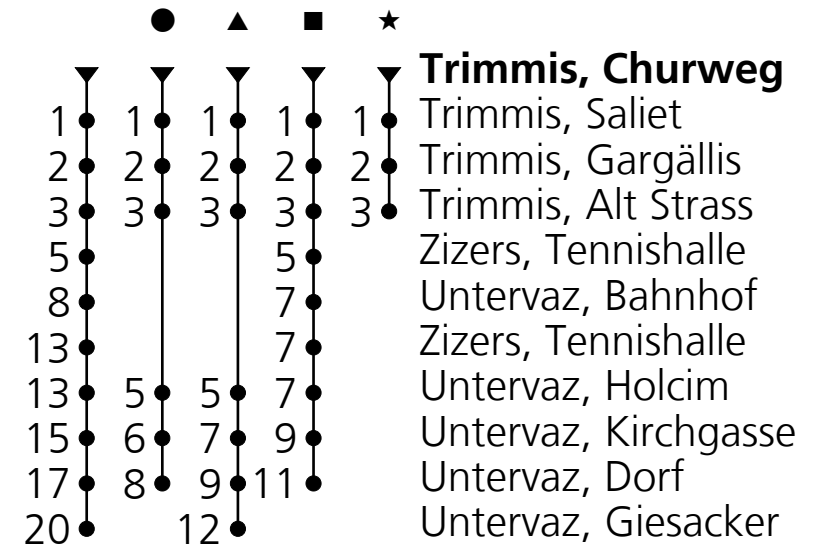 ● ▲ ■ ★
Trimmis, Churweg
1 1 1 1 1 Trimmis, Saliet
2 2 2 2 2 Trimmis, Gargällis
3 3 3 3 3 Trimmis, Alt Strass
5 5 Zizers, Tennishalle
8 7 Untervaz, Bahnhof
13 7 Zizers, Tennishalle
13 5 5 7 Untervaz, Holcim
15 6 7 9 Untervaz, Kirchgasse
17 8 9 11 Untervaz, Dorf
20 12 Untervaz, Giesacker